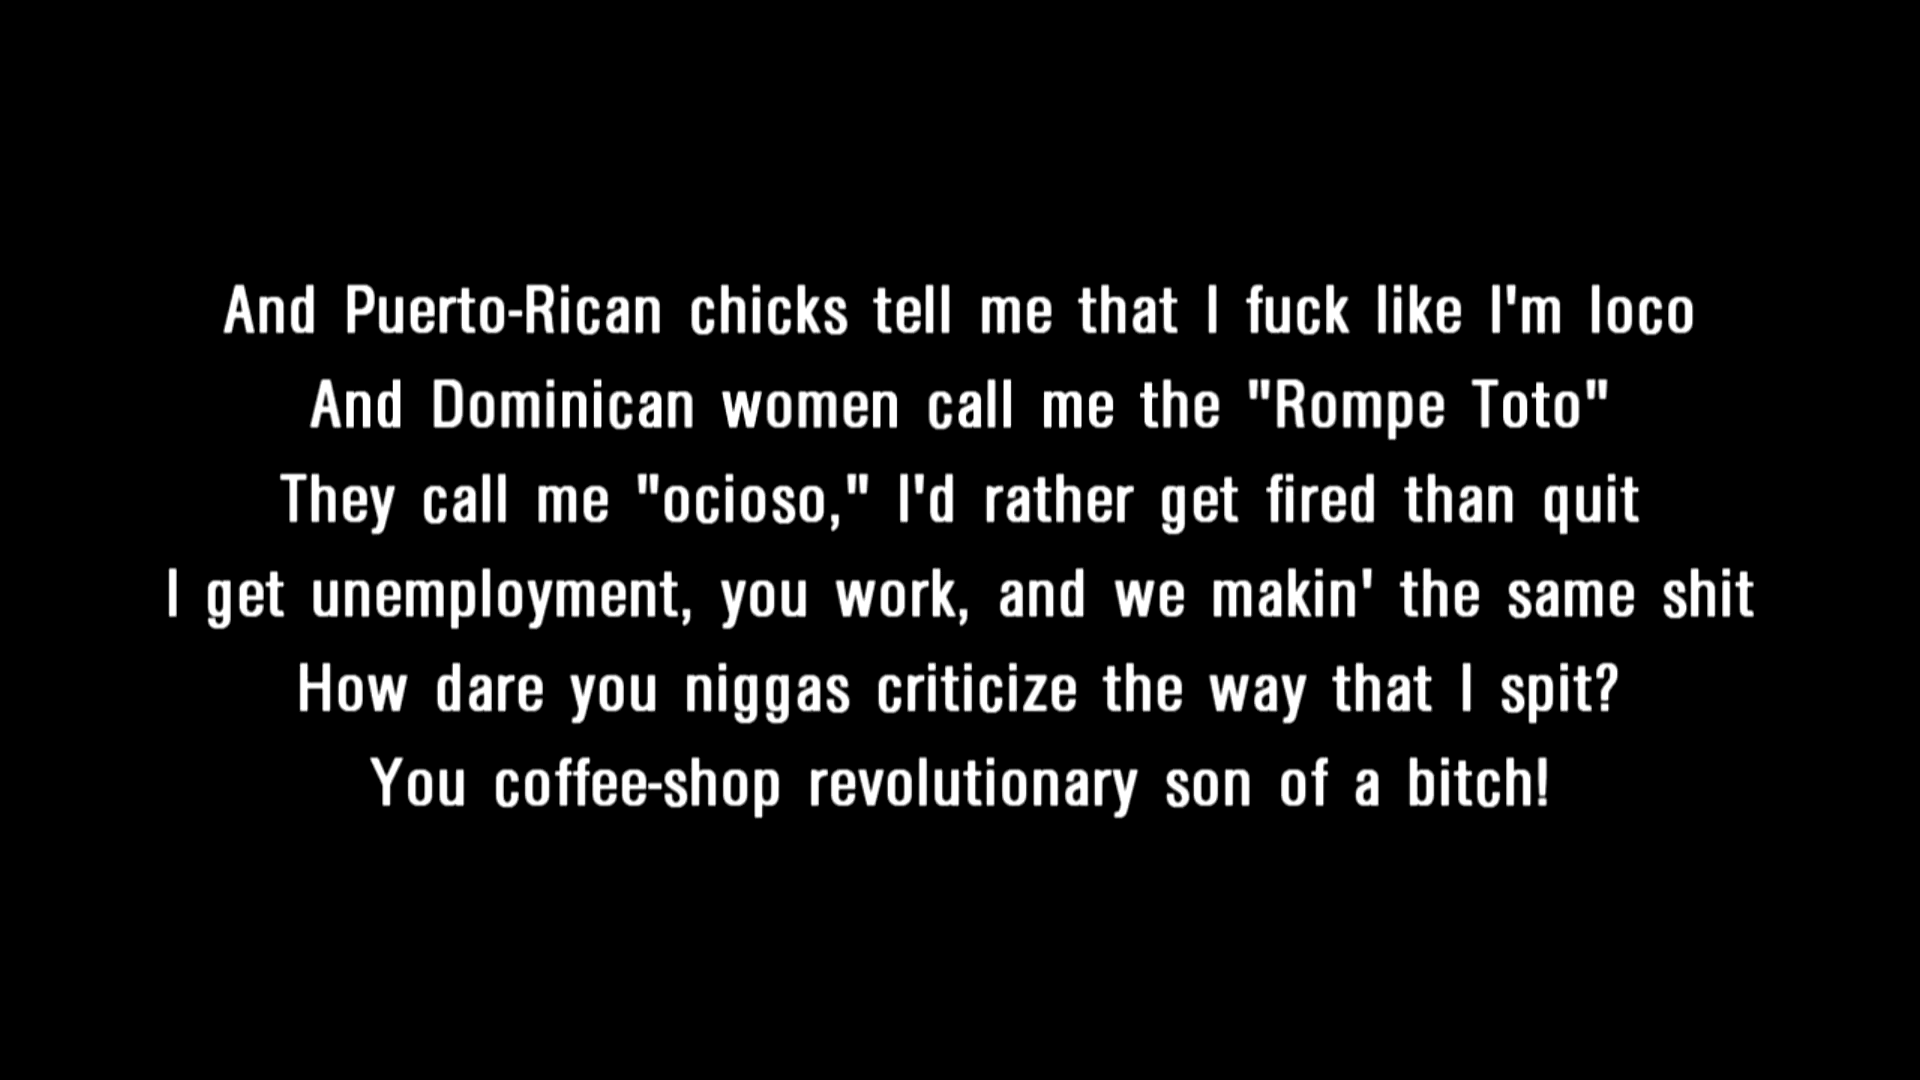 And Puerto-Rican chicks tell me that I fuck like I'm loco
And Dominican women call me the "Rompe Toto"
They call me "ocioso," I'd rather get fired than quit
I get unemployment, you work, and we makin' the same shit
How dare you niggas criticize the way that I spit?
You coffee-shop revolutionary son of a bitch!